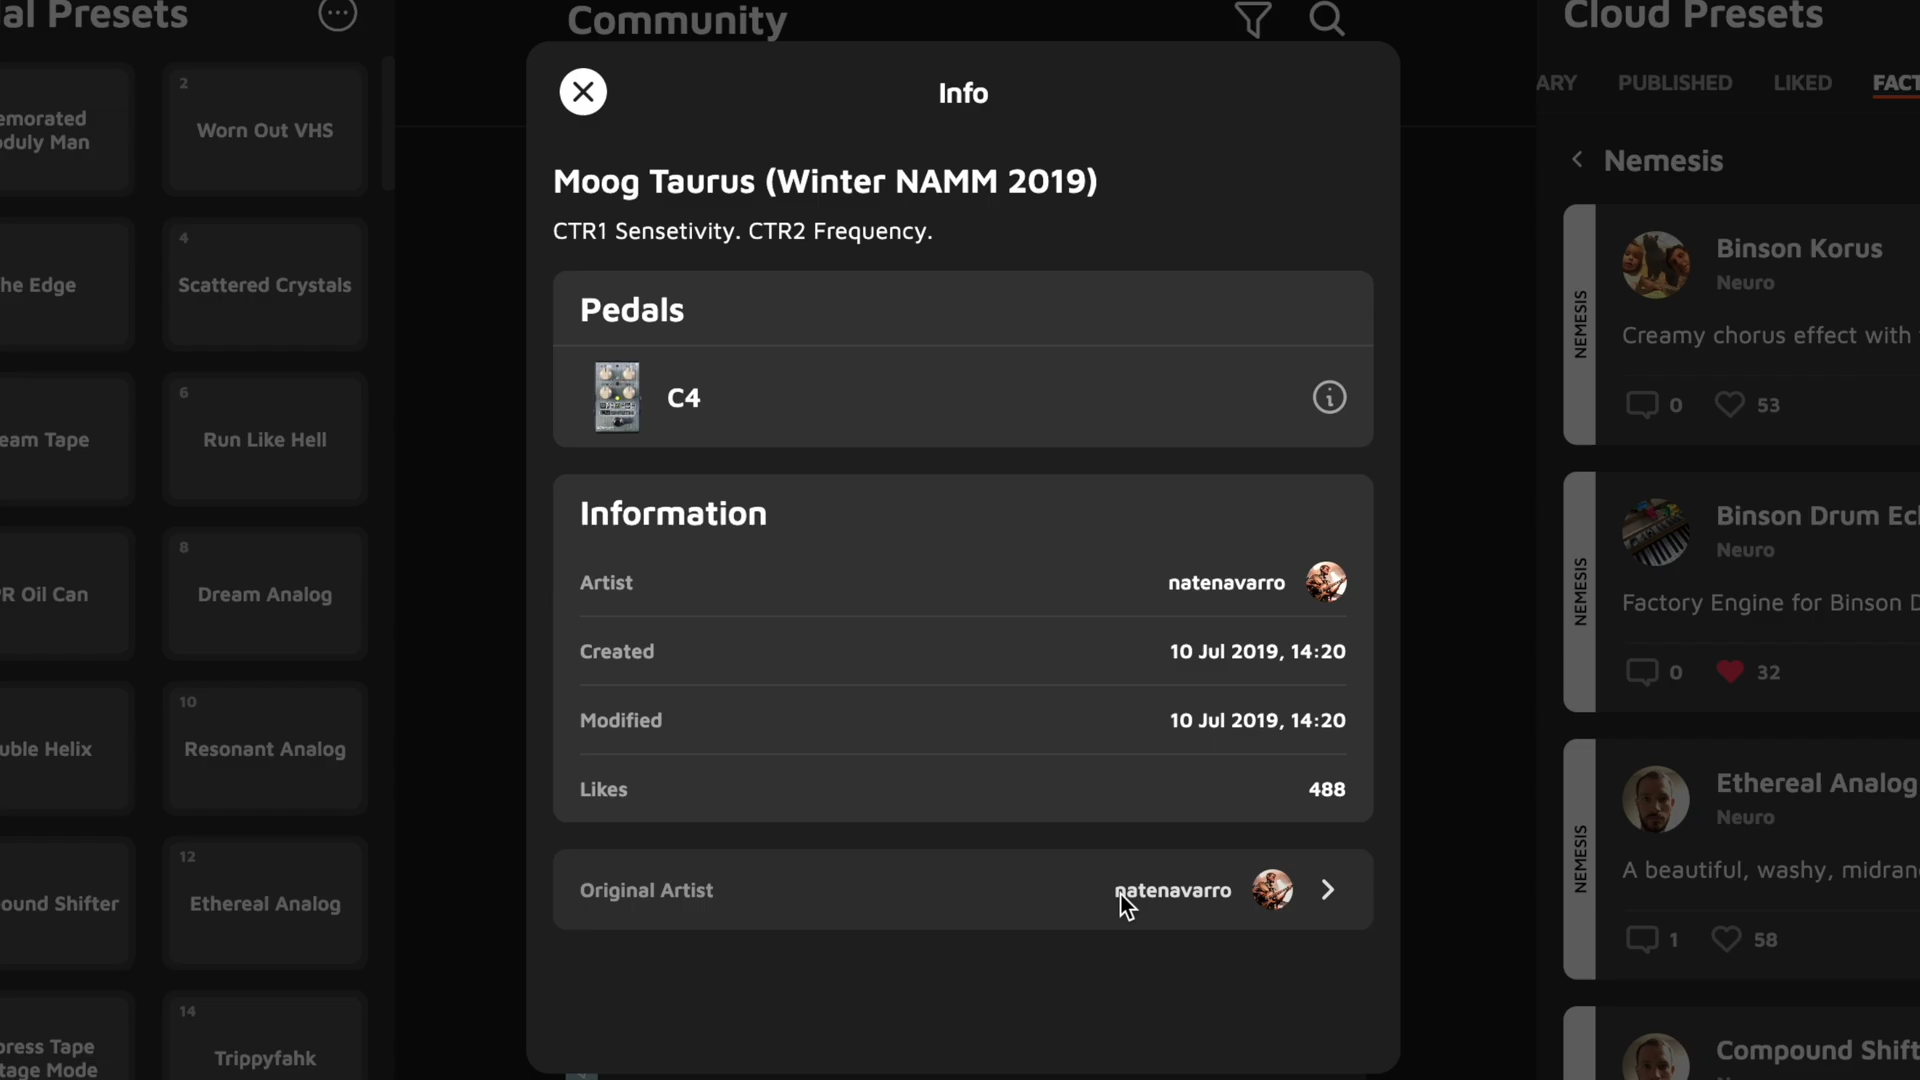 al Presets
emorated
oduly Man
2
Worn Out VHS
he Edge
4
Scattered Crystals
eam Tape
6
Run Like Hell
R Oil Can
8
Dream Analog
uble Helix
10
Resonant Analog
ound Shifter
12
Ethereal Analog
press Tape
tage Mode
14
Trippyfahk
Community
Info
Moog Taurus (Winter NAMM 2019)
CTR1 Sensetivity. CTR2 Frequency.
Pedals
C4
Information
Artist
natenavarro
Created
10 Jul 2019, 14:20
Modified
10 Jul 2019, 14:20
Likes
488
Original Artist
natenavarro
Cloud Presets
ARY PUBLISHED LIKED FACT
Nemesis
NEMESIS
Binson Korus
Neuro
Creamy chorus effect with
0 53
NEMESIS
Binson Drum Ec
Neuro
Factory Engine for Binson D
0 32
NEMESIS
Ethereal Analog
Neuro
A beautiful, washy, midran
1 58
Compound Shift